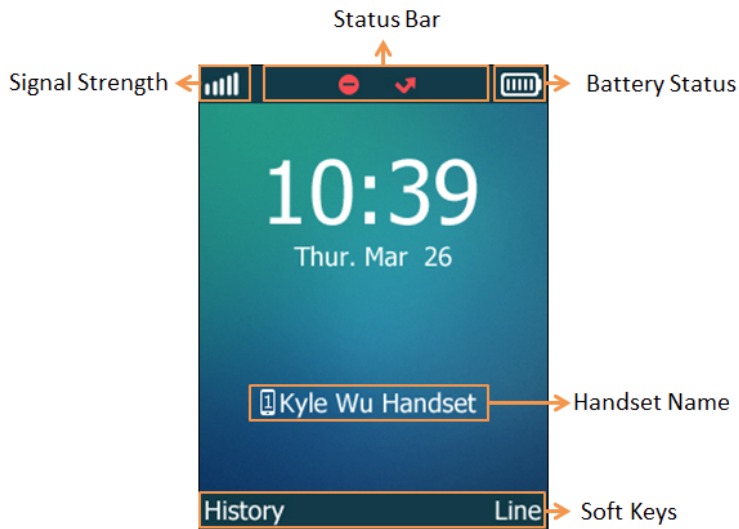 Status Bar
Signal Strength
Battery Status
10:39
Thur. Mar 26
1 Kyle Wu Handset
Handset Name
History Line
Soft Keys